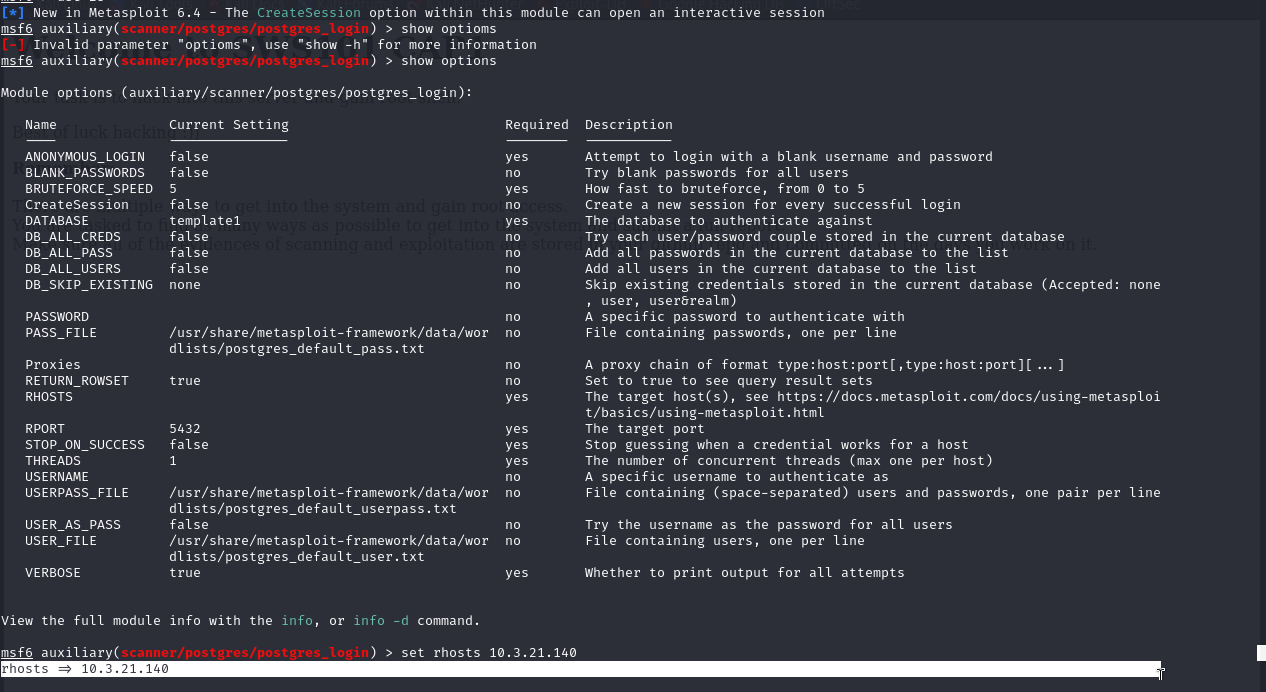 [*] New in Metasploit 6.4 - The CreateSession option within this module can open an interactive session
msf6 auxiliary(scanner/postgres/postgres_login) > show optioms
[-] Invalid parameter "optioms", use "show -h" for more information
msf6 auxiliary(scanner/postgres/postgres_login) > show options
Module options (auxiliary/scanner/postgres/postgres_login):
Name Current Setting Required Description
ANONYMOUS_LOGIN false yes Attempt to login with a blank username and password
BLANK_PASSWORDS false no Try blank passwords for all users
BRUTEFORCE_SPEED 5 yes How fast to bruteforce, from 0 to 5
CreateSession false no Create a new session for every successful login
DATABASE template1 yes The database to authenticate against
DB_ALL_CREDS false no Try each user/password couple stored in the current database
DB_ALL_PASS false no Add all passwords in the current database to the list
DB_ALL_USERS false no Add all users in the current database to the list
DB_SKIP_EXISTING none no Skip existing credentials stored in the current database (Accepted: none
, user, user&realm)
PASSWORD no A specific password to authenticate with
PASS_FILE /usr/share/metasploit-framework/data/wor no File containing passwords, one per line
dlists/postgres_default_pass.txt
Proxies no A proxy chain of format type:host:port[,type:host:port][...]
RETURN_ROWSET true no Set to true to see query result sets
RHOSTS yes The target host(s), see https://docs.metasploit.com/docs/using-metasploi
t/basics/using-metasploit.html
RPORT 5432 yes The target port
STOP_ON_SUCCESS false yes Stop guessing when a credential works for a host
THREADS 1 yes The number of concurrent threads (max one per host)
USERNAME no A specific username to authenticate as
USERPASS_FILE /usr/share/metasploit-framework/data/wor no File containing (space-separated) users and passwords, one pair per line
dlists/postgres_default_userpass.txt
USER_AS_PASS false no Try the username as the password for all users
USER_FILE /usr/share/metasploit-framework/data/wor no File containing users, one per line
dlists/postgres_default_user.txt
VERBOSE true yes Whether to print output for all attempts
View the full module info with the info, or info -d command.
msf6 auxiliary(scanner/postgres/postgres_login) > set rhosts 10.3.21.140
rhosts => 10.3.21.140